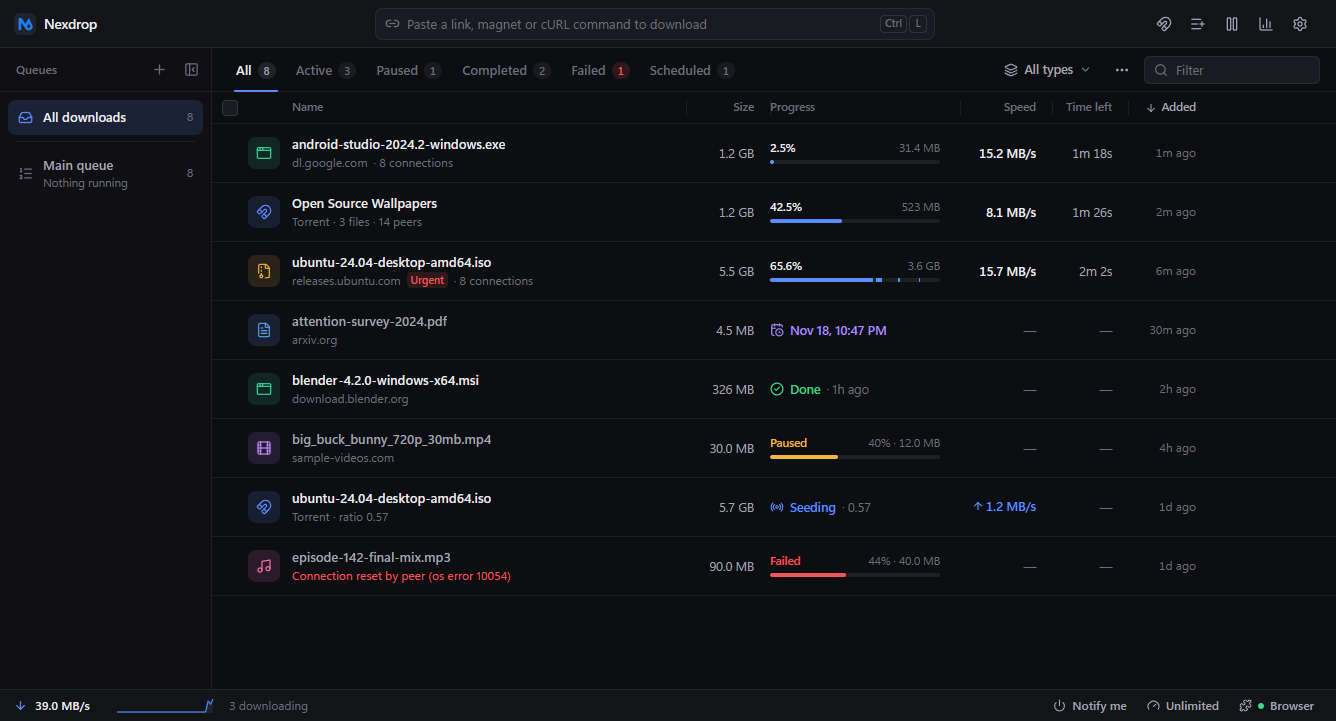 Nexdrop
Paste a link, magnet or cURL command to download Ctrl L
Queues
All 8 Active 3 Paused 1 Completed 2 Failed 1 Scheduled 1
All types
Filter
All downloads 8
Main queue 8
Nothing running
Name Size Progress Speed Time left Added
android-studio-2024.2-windows.exe
dl.google.com · 8 connections
1.2 GB
2.5% 31.4 MB
15.2 MB/s 1m 18s 1m ago
Open Source Wallpapers
Torrent · 3 files · 14 peers
1.2 GB
42.5% 523 MB
8.1 MB/s 1m 26s 2m ago
ubuntu-24.04-desktop-amd64.iso
releases.ubuntu.com Urgent · 8 connections
5.5 GB
65.6% 3.6 GB
15.7 MB/s 2m 2s 6m ago
attention-survey-2024.pdf
arxiv.org
4.5 MB Nov 18, 10:47 PM — — 30m ago
blender-4.2.0-windows-x64.msi
download.blender.org
326 MB Done · 1h ago — — 2h ago
big_buck_bunny_720p_30mb.mp4
sample-videos.com
30.0 MB
Paused 40% · 12.0 MB
— — 4h ago
ubuntu-24.04-desktop-amd64.iso
Torrent · ratio 0.57
5.7 GB Seeding · 0.57 ↑ 1.2 MB/s — 1d ago
episode-142-final-mix.mp3
Connection reset by peer (os error 10054)
90.0 MB
Failed 44% · 40.0 MB
— — 1d ago
39.0 MB/s 3 downloading Notify me Unlimited Browser